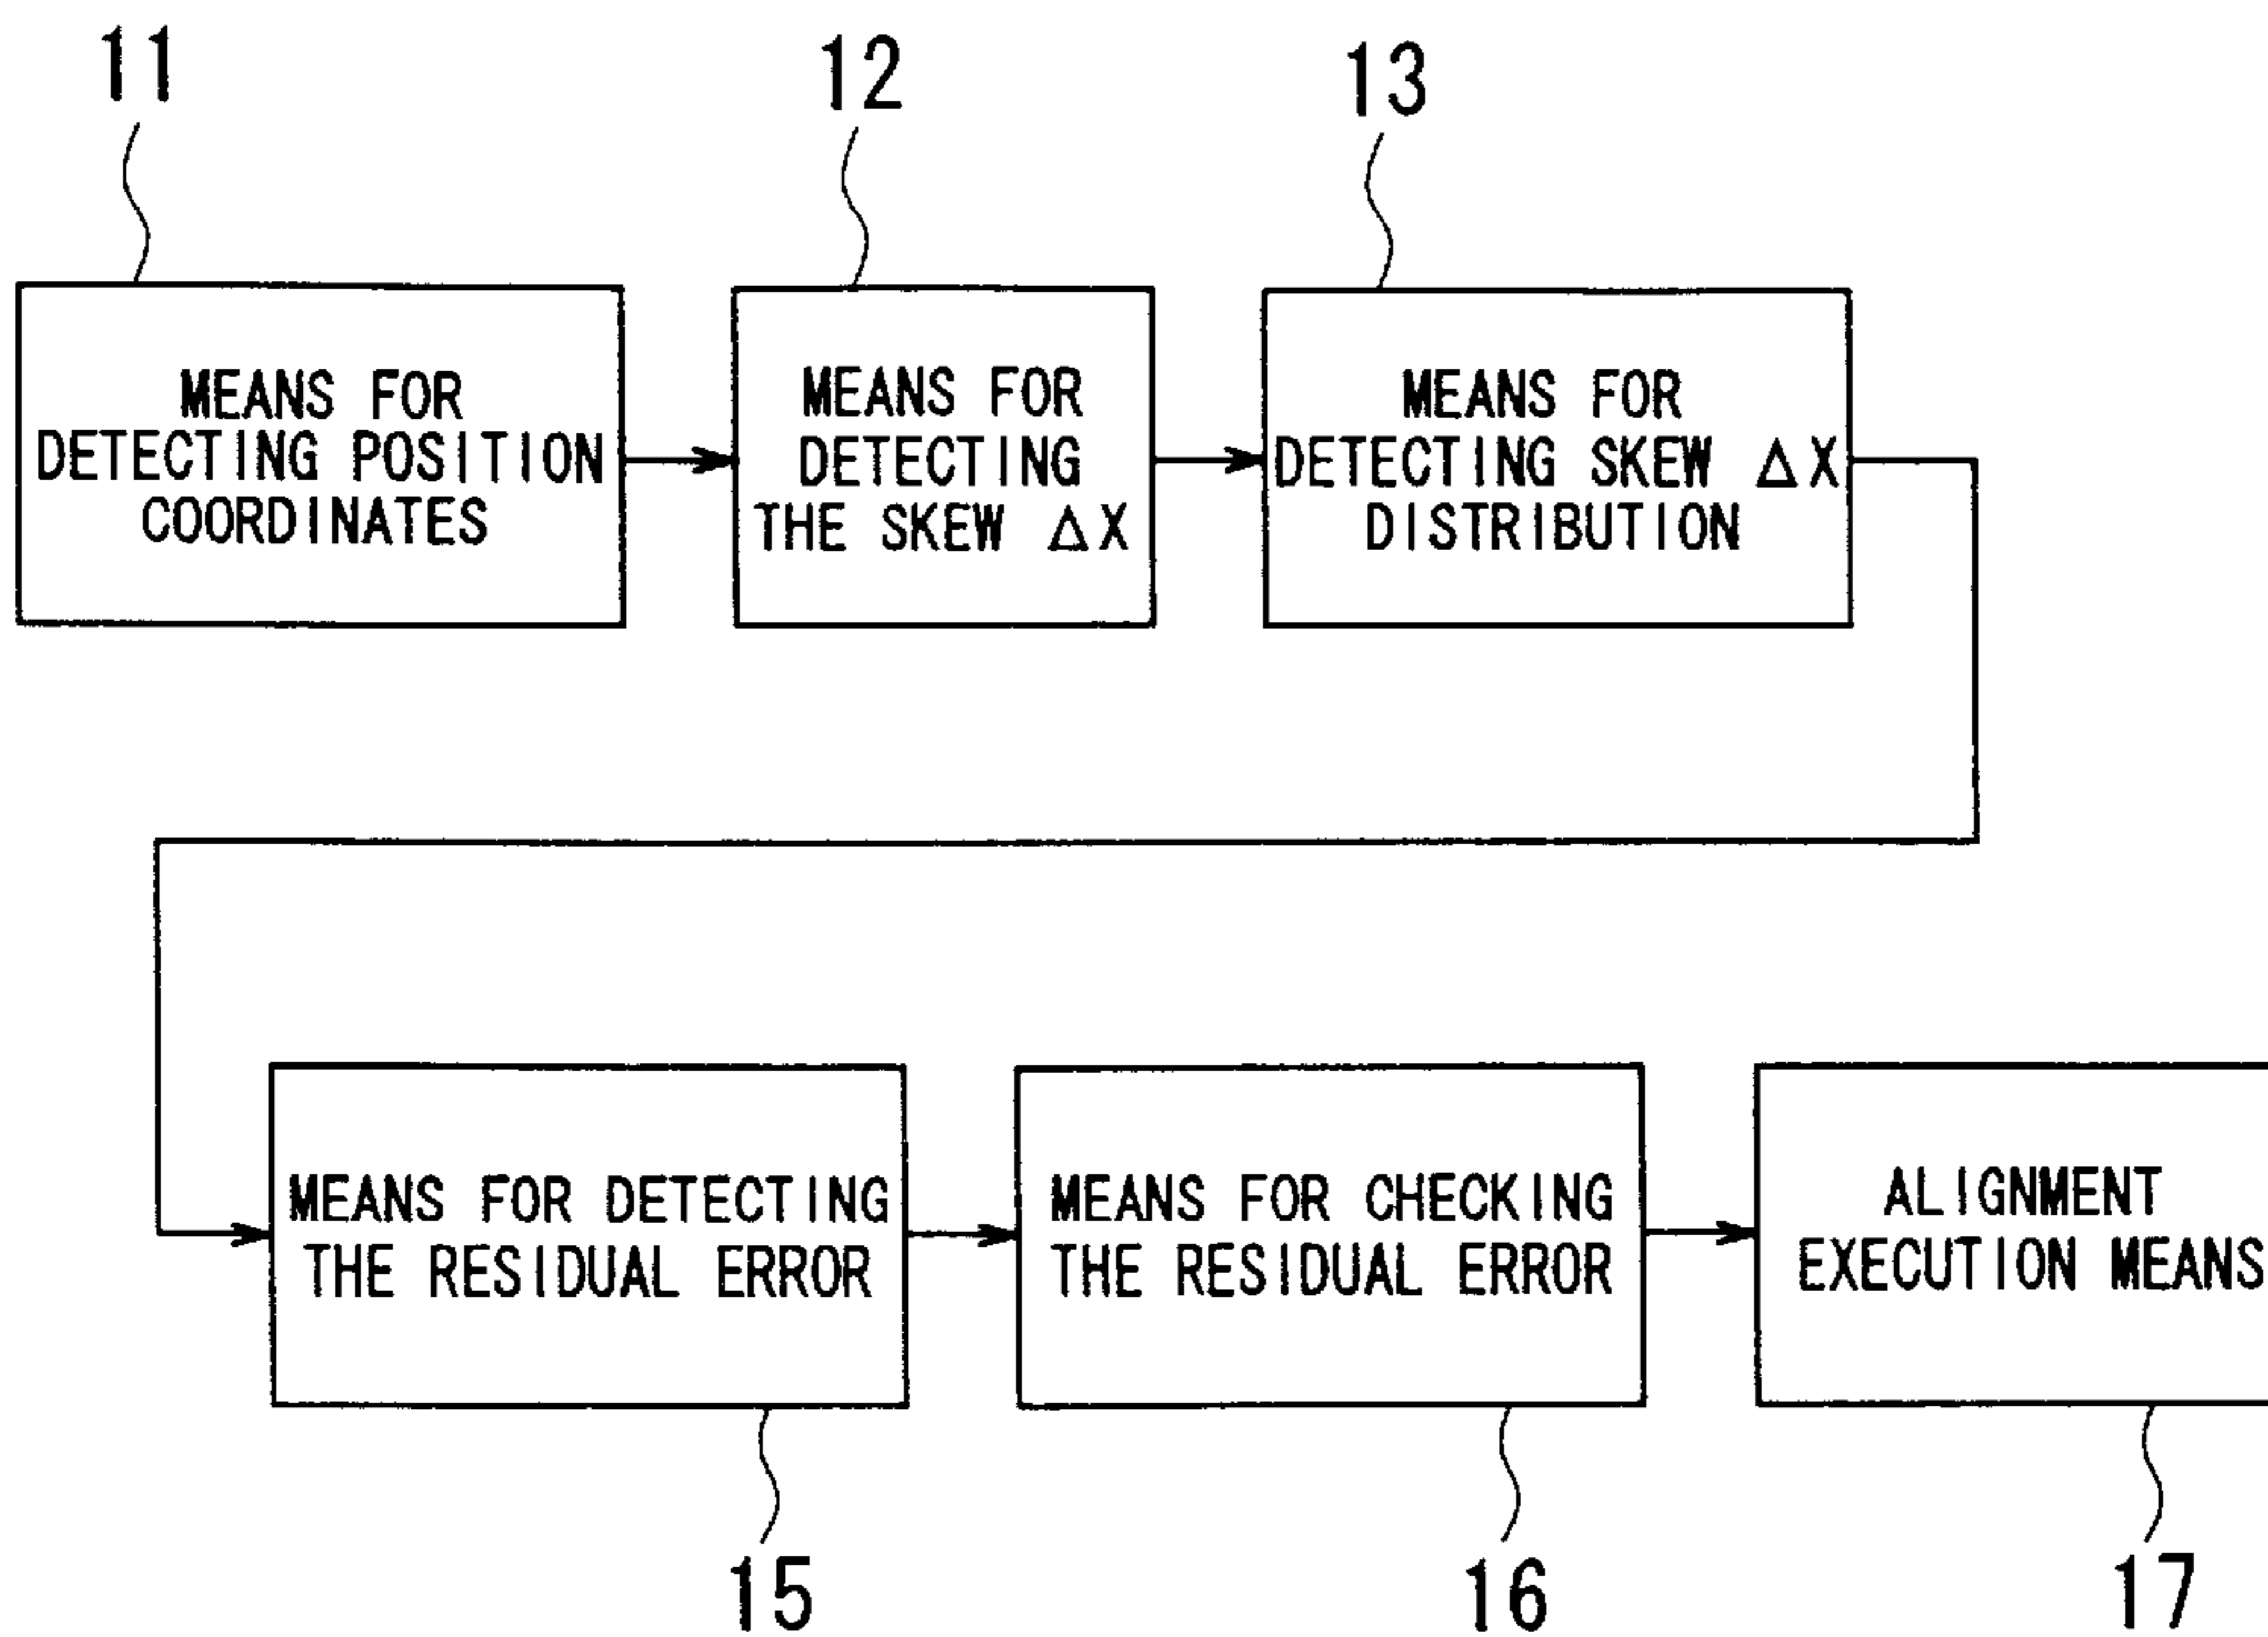 11
12
13
MEANS FOR
DETECTING POSITION
COORDINATES
MEANS FOR
DETECTING
THE SKEW ΔX
MEANS FOR
DETECTING SKEW ΔX
DISTRIBUTION
MEANS FOR DETECTING
THE RESIDUAL ERROR
MEANS FOR CHECKING
THE RESIDUAL ERROR
ALIGNMENT
EXECUTION MEANS
15
16
17